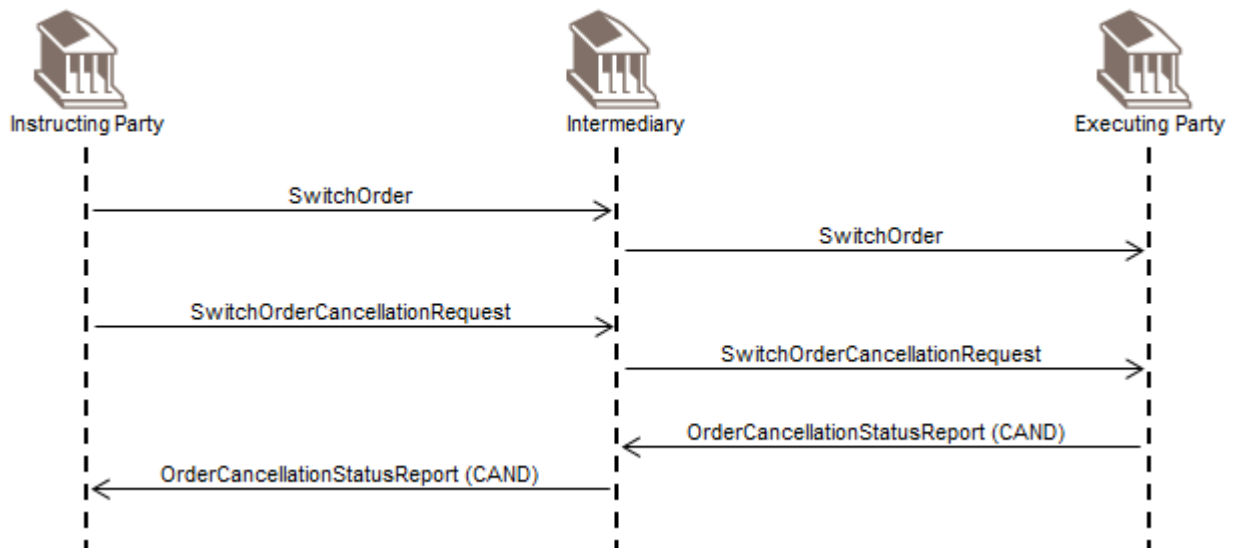 Instructing Party
Intermediary
Executing Party
SwitchOrder
SwitchOrder
SwitchOrderCancellationRequest
SwitchOrderCancellationRequest
OrderCancellationStatusReport (CAND)
OrderCancellationStatusReport (CAND)